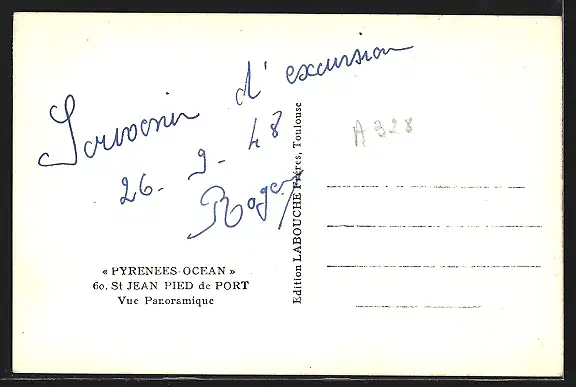 Souvenir d'excursion
26-9-48
Roger
A 328
« PYRENEES-OCEAN »
60. St JEAN PIED de PORT
Vue Panoramique
Edition LABOUCHE Frères, Toulouse